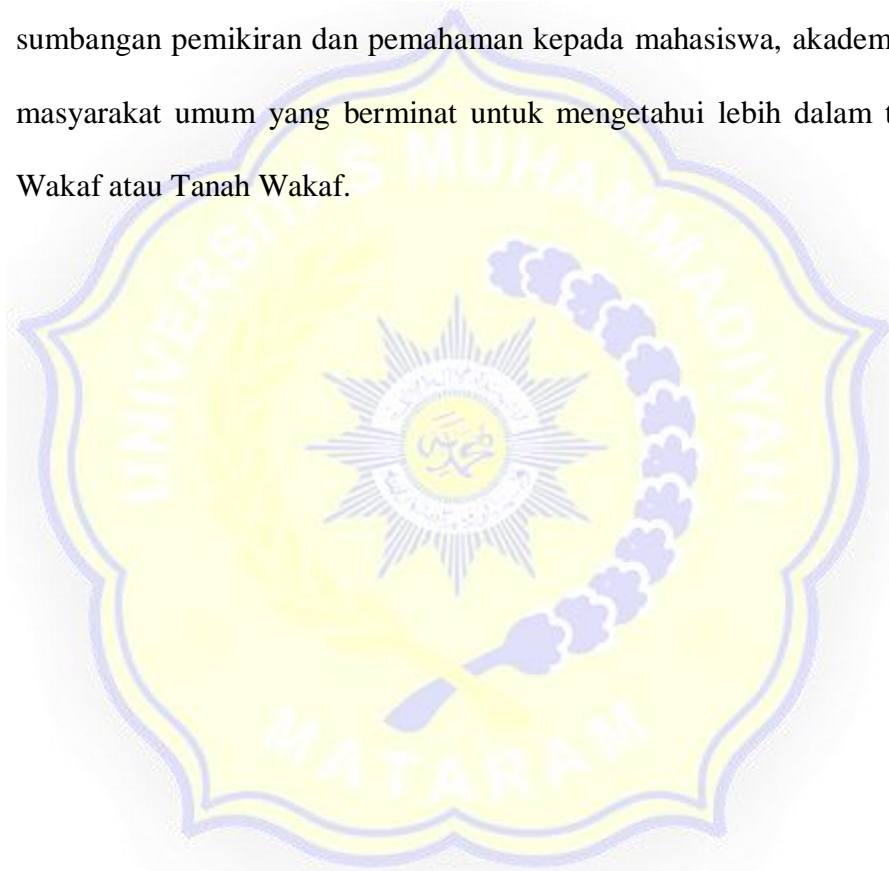 sumbangan pemikiran dan pemahaman kepada mahasiswa, akadem
masyarakat umum yang berminat untuk mengetahui lebih dalam t
Wakaf atau Tanah Wakaf.
UNIVERSITAS MUHAMMADIYAH
محمد
MATARAM